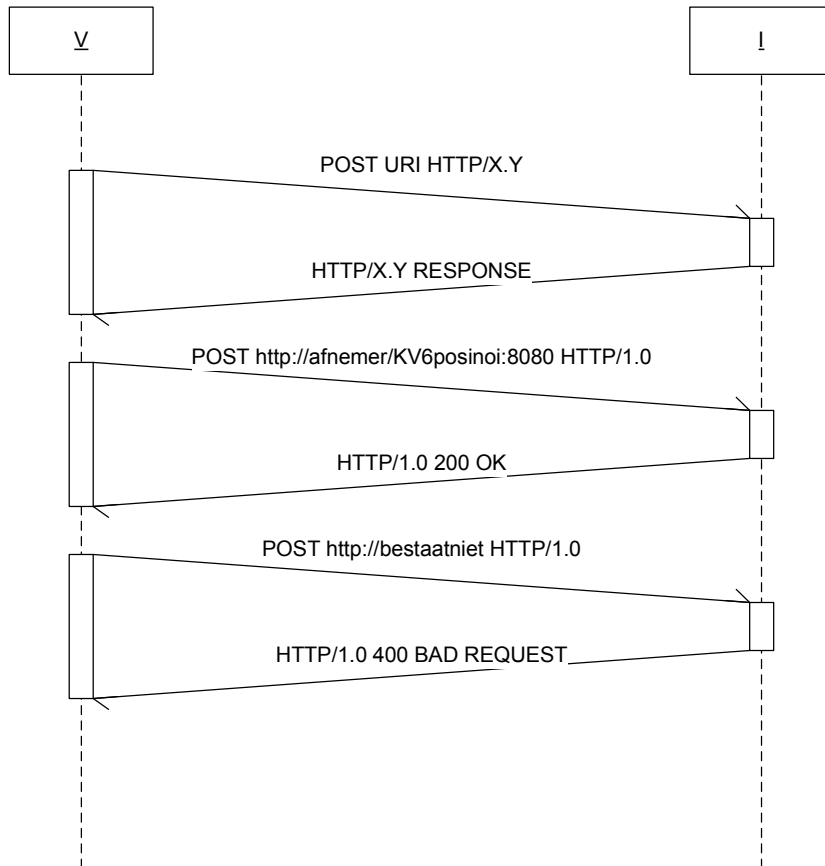 V
I
POST URI HTTP/X.Y
HTTP/X.Y RESPONSE
POST http://afnemer/KV6posinoi:8080 HTTP/1.0
HTTP/1.0 200 OK
POST http://bestaatniet HTTP/1.0
HTTP/1.0 400 BAD REQUEST